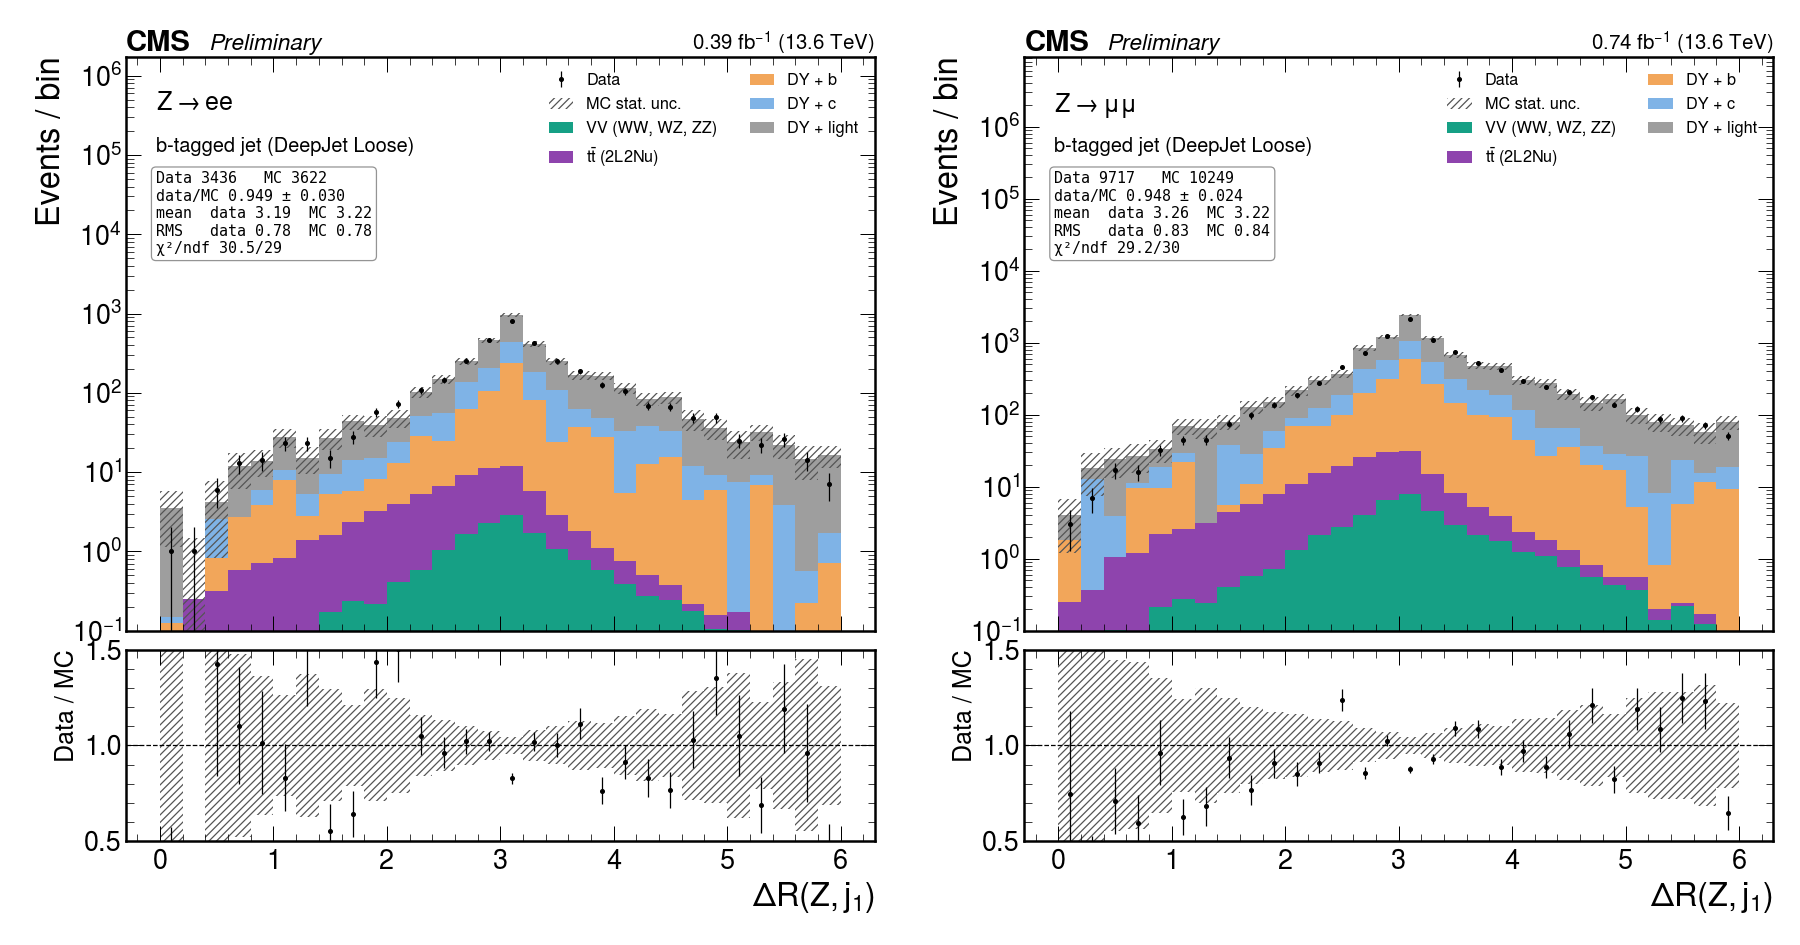 CMS Preliminary 0.39 fb⁻¹ (13.6 TeV)
Events / bin
10⁶
10⁵
10⁴
10³
10²
10¹
10⁰
10⁻¹
Z → ee
b-tagged jet (DeepJet Loose)
Data 3436 MC 3622
data/MC 0.949 ± 0.030
mean data 3.19 MC 3.22
RMS data 0.78 MC 0.78
χ²/ndf 30.5/29
Data
MC stat. unc.
VV (WW, WZ, ZZ)
tt̄ (2L2Nu)
DY + b
DY + c
DY + light
Data / MC
1.5
1.0
0.5
0 1 2 3 4 5 6
ΔR(Z, j₁)
CMS Preliminary 0.74 fb⁻¹ (13.6 TeV)
Events / bin
10⁶
10⁵
10⁴
10³
10²
10¹
10⁰
10⁻¹
Z → μμ
b-tagged jet (DeepJet Loose)
Data 9717 MC 10249
data/MC 0.948 ± 0.024
mean data 3.26 MC 3.22
RMS data 0.83 MC 0.84
χ²/ndf 29.2/30
Data
MC stat. unc.
VV (WW, WZ, ZZ)
tt̄ (2L2Nu)
DY + b
DY + c
DY + light
Data / MC
1.5
1.0
0.5
0 1 2 3 4 5 6
ΔR(Z, j₁)